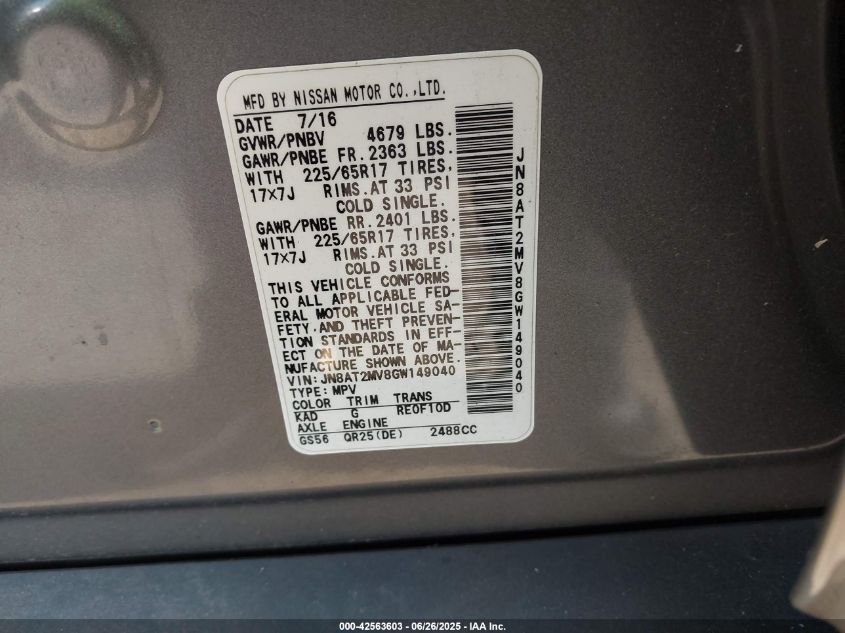 MFD BY NISSAN MOTOR CO.,LTD.
DATE 7/16
GVWR/PNBV 4679 LBS.
GAWR/PNBE FR.2363 LBS.
WITH 225/65R17 TIRES,
17x7J RIMS.AT 33 PSI
COLD SINGLE.
GAWR/PNBE RR.2401 LBS.
WITH 225/65R17 TIRES,
17x7J RIMS.AT 33 PSI
COLD SINGLE.
THIS VEHICLE CONFORMS
TO ALL APPLICABLE FED-
ERAL MOTOR VEHICLE SA-
FETY,AND THEFT PREVEN-
TION STANDARDS IN EFF-
ECT ON THE DATE OF MA-
NUFACTURE SHOWN ABOVE.
VIN:JN8AT2MV8GW149040
TYPE:MPV
COLOR TRIM TRANS
KAD G RE0F10D
AXLE ENGINE
GS56 QR25(DE) 2488CC
JN8AT2MV8GW149040
000-42563603 / 06/26/2025 - IAA Inc.